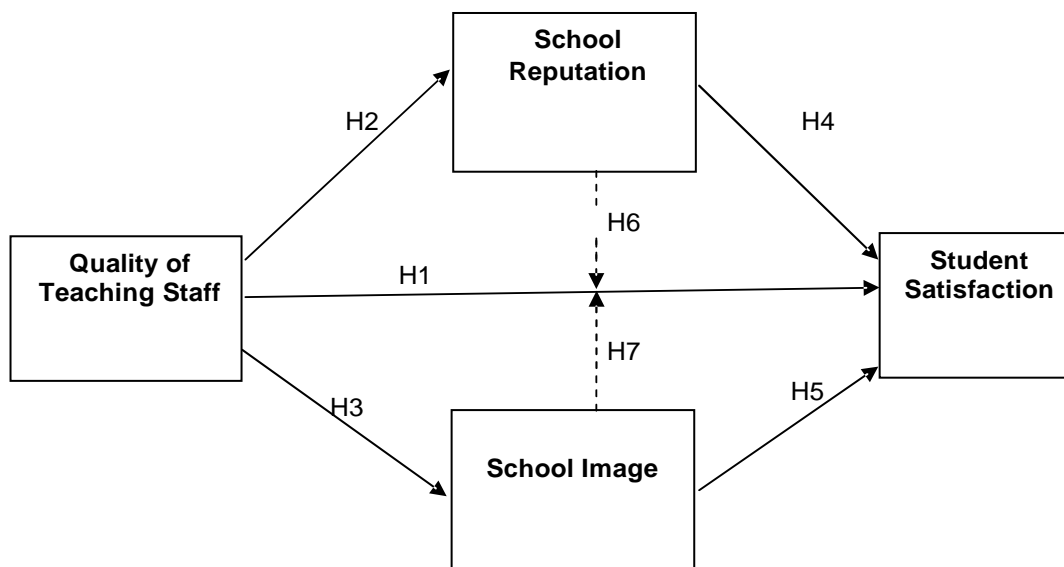 School
Reputation
H2
H4
H6
Quality of
Teaching Staff
H1
Student
Satisfaction
H7
H3
H5
School Image